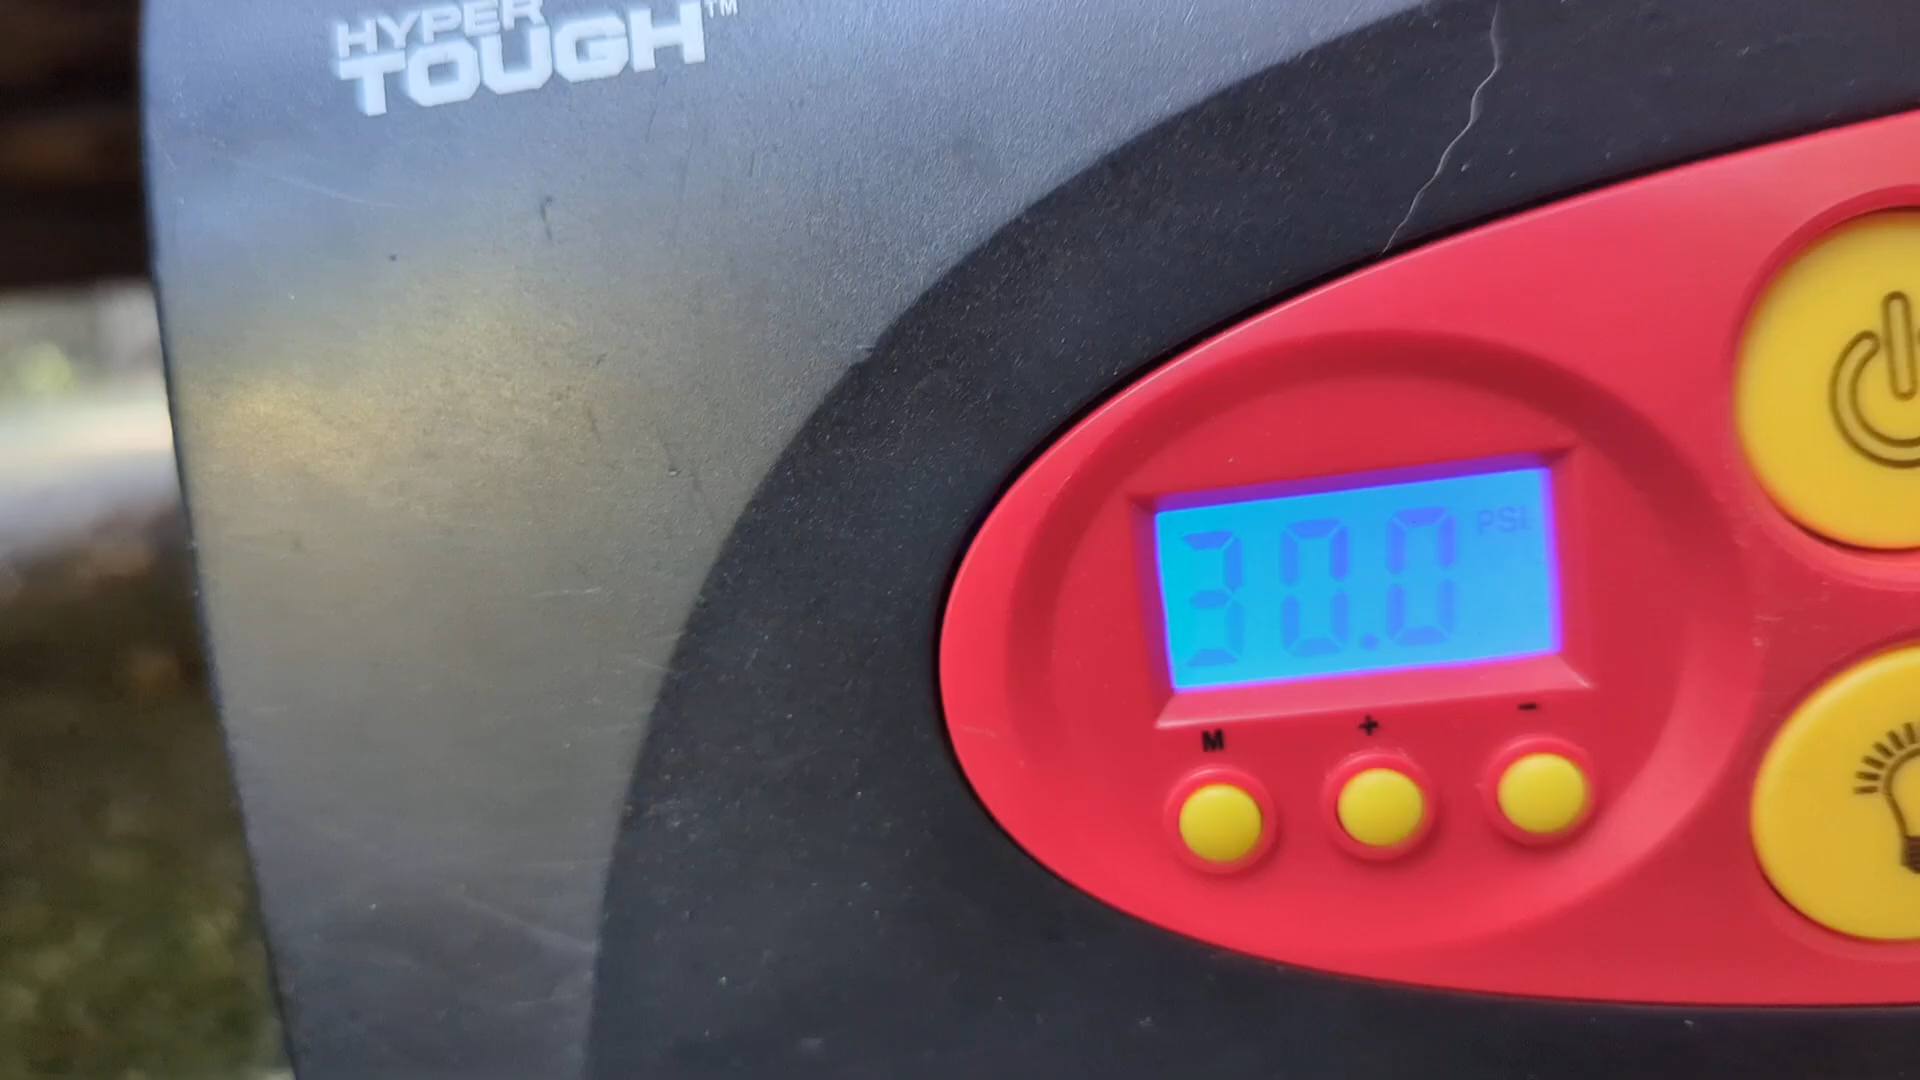 HYPER
TOUGH™
30.0 PSI
M + -